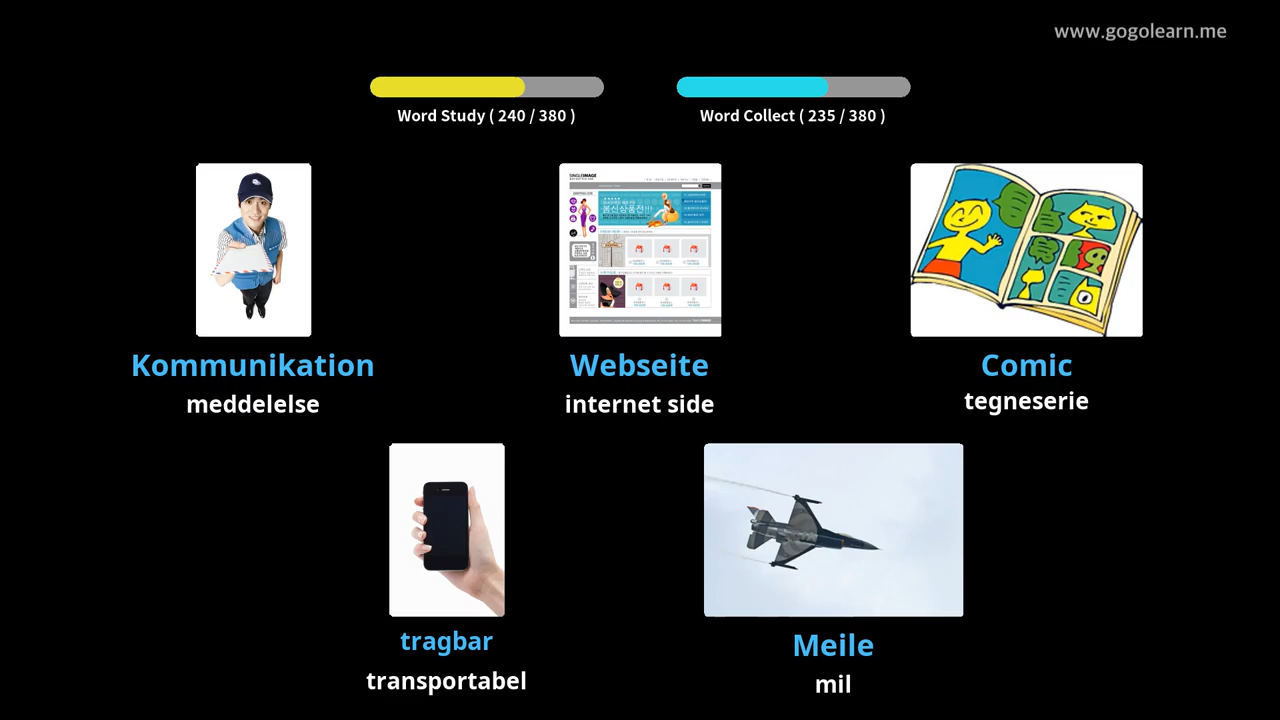 www.gogolearn.me
Word Study ( 240 / 380 )
Word Collect ( 235 / 380 )
Kommunikation
meddelelse
Webseite
internet side
Comic
tegneserie
tragbar
transportabel
Meile
mil